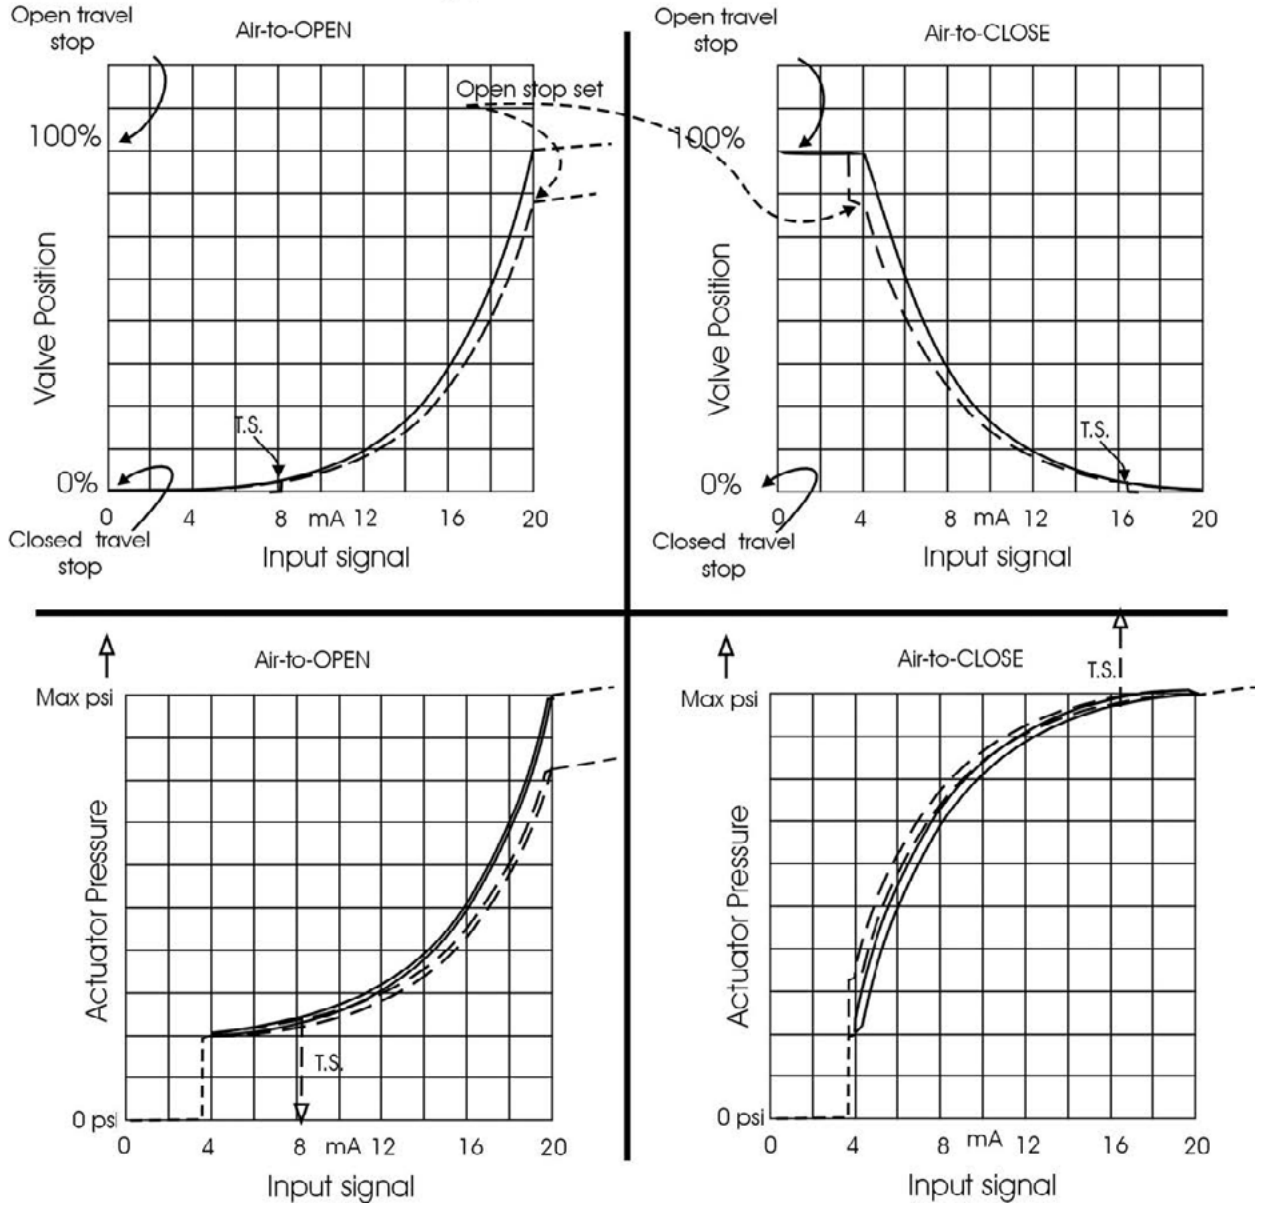 Open travel
stop
Air-to-OPEN
Open stop set
100%
Valve Position
T.S.
0%
0 4 8 mA 12 16 20
Closed travel
stop
Input signal
Open travel
stop
Air-to-CLOSE
100%
Valve Position
T.S.
0%
0 4 8 mA 12 16 20
Closed travel
stop
Input signal
Air-to-OPEN
Max psi
Actuator Pressure
T.S.
0 psi
0 4 8 mA 12 16 20
Input signal
Air-to-CLOSE
T.S.
Max psi
Actuator Pressure
0 psi
0 4 8 mA 12 16 20
Input signal